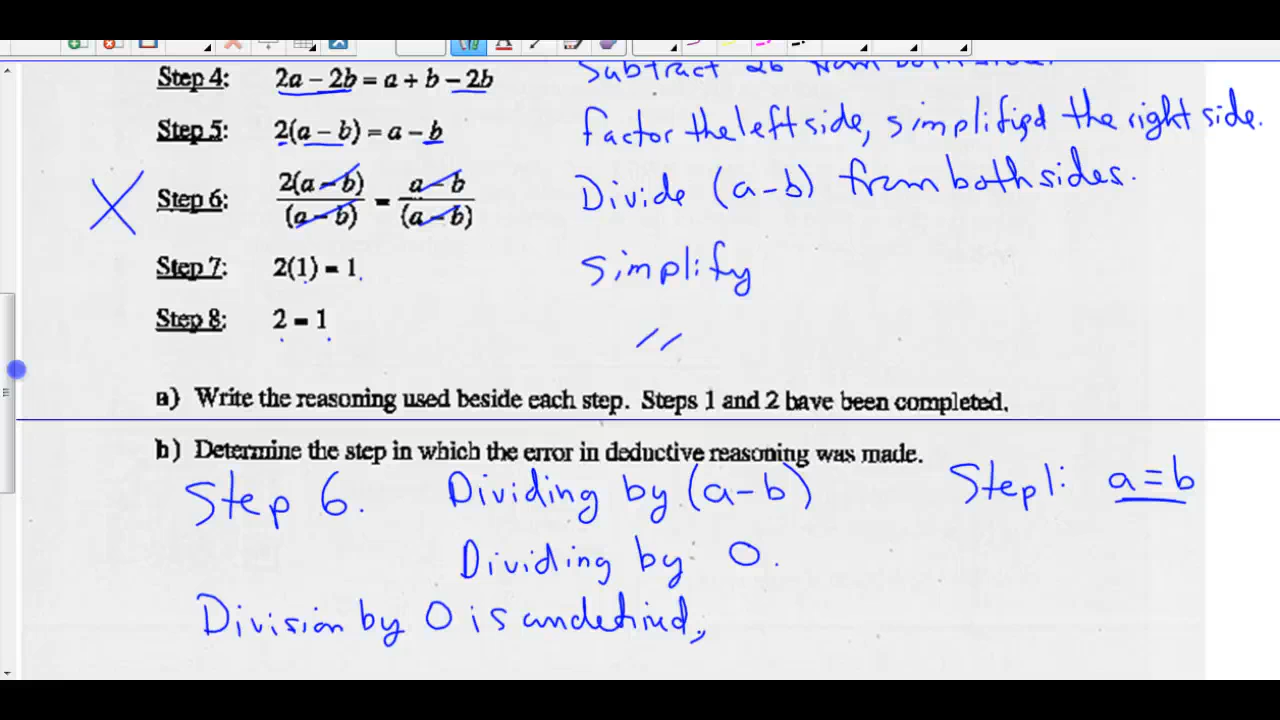 Step 4: 2a – 2b = a + b – 2b Subtract 2b from both
Step 5: 2(a – b) = a – b Factor the left side, simplified the right side.
Step 6: 2(a – b)/(a – b) = a – b/(a – b) Divide (a-b) from both sides.
Step 7: 2(1) = 1 simplify
Step 8: 2 = 1 //
a) Write the reasoning used beside each step. Steps 1 and 2 have been completed.
b) Determine the step in which the error in deductive reasoning was made.
Step 6. Dividing by (a-b) Step 1: a = b
Dividing by 0.
Division by 0 is undefined,